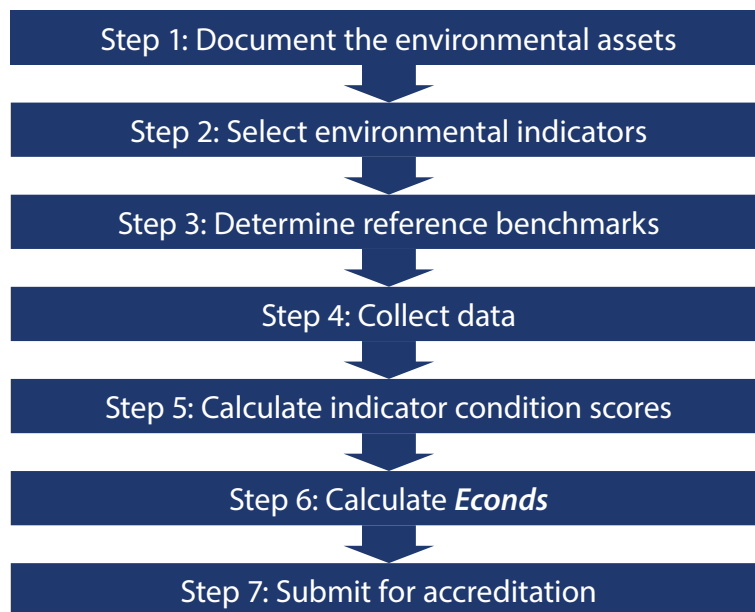 Step 1: Document the environmental assets
Step 2: Select environmental indicators
Step 3: Determine reference benchmarks
Step 4: Collect data
Step 5: Calculate indicator condition scores
Step 6: Calculate Econds
Step 7: Submit for accreditation